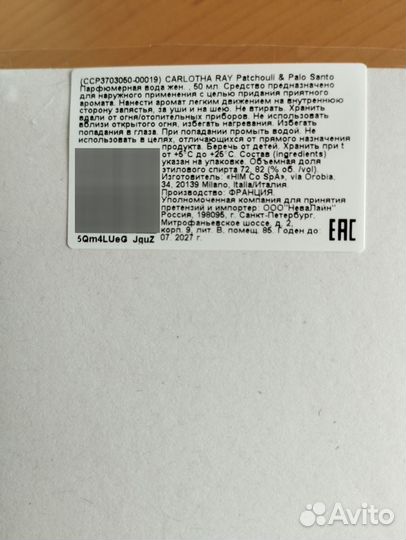 (CCP3703050-00019) CARLOTHA RAY Patchouli & Palo Santo
Парфюмерная вода жен. , 50 мл. Средство предназначено
для наружного применения с целью придания приятного
аромата. Нанести аромат легким движением на внутреннюю
сторону запястья, за уши и на шею. Не втирать. Хранить
вдали от огня/отопительных приборов. Не использовать
вблизи открытого огня, избегать нагревания. Избегать
попадания в глаза. При попадании промыть водой. Не
использовать в целях, отличающихся от прямого назначения
продукта. Беречь от детей. Хранить при t
от +5°C до +25°C. Состав (ingredients)
указан на упаковке. Объемная доля
этилового спирта 72, 82 (% об. /vol).
Изготовитель: «HIM Co SpA», via Orobia,
34, 20139 Milano, Italia/Италия.
Производство: ФРАНЦИЯ.
Уполномоченная компания для принятия
претензий и импортер: ООО"НеваЛайн"
Россия, 198095, г. Санкт-Петербург,
Митрофаньевское шоссе, д. 2,
корп. 9, лит. В, помещ. 85. Годен до
07. 2027 г.
5Qm4LUeG JquZ
EAC
Avito